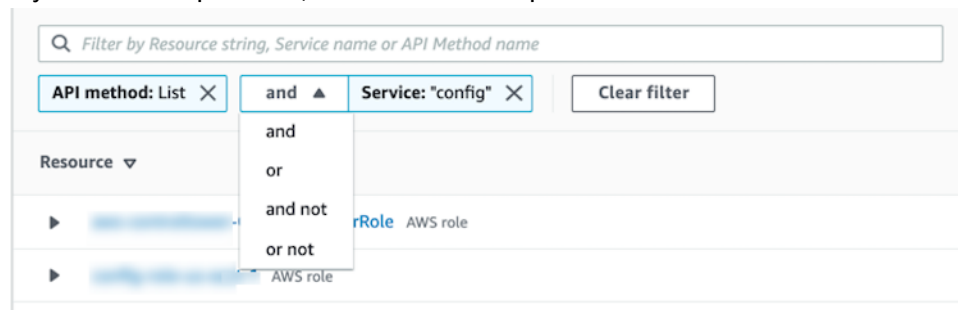 Filter by Resource string, Service name or API Method name
API method: List
and
Service: "config"
Clear filter
and
Resource
or
and not
rRole AWS role
or not
AWS role